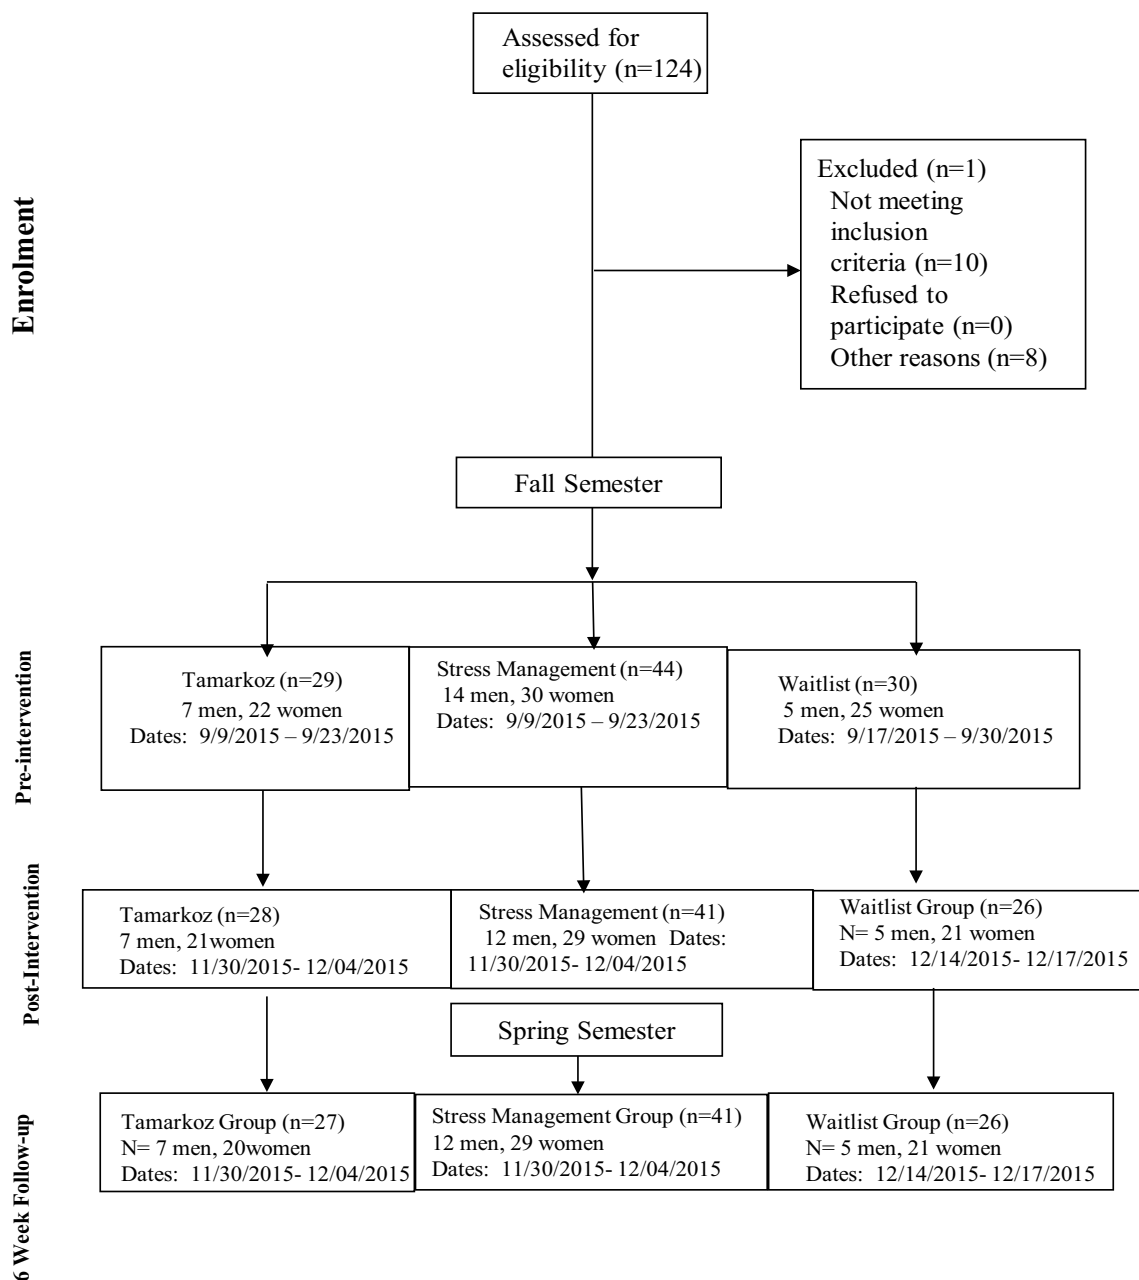 Assessed for
eligibility (n=124)
Enrolment
Excluded (n=1)
Not meeting
inclusion
criteria (n=10)
Refused to
participate (n=0)
Other reasons (n=8)
Fall Semester
Pre-intervention
Tamarkoz (n=29)
7 men, 22 women
Dates: 9/9/2015 – 9/23/2015
Stress Management (n=44)
14 men, 30 women
Dates: 9/9/2015 – 9/23/2015
Waitlist (n=30)
5 men, 25 women
Dates: 9/17/2015 – 9/30/2015
Post-Intervention
Tamarkoz (n=28)
7 men, 21women
Dates: 11/30/2015- 12/04/2015
Stress Management (n=41)
12 men, 29 women Dates:
11/30/2015- 12/04/2015
Waitlist Group (n=26)
N= 5 men, 21 women
Dates: 12/14/2015- 12/17/2015
Spring Semester
6 Week Follow-up
Tamarkoz Group (n=27)
N= 7 men, 20women
Dates: 11/30/2015- 12/04/2015
Stress Management Group (n=41)
12 men, 29 women
Dates: 11/30/2015- 12/04/2015
Waitlist Group (n=26)
N= 5 men, 21 women
Dates: 12/14/2015- 12/17/2015